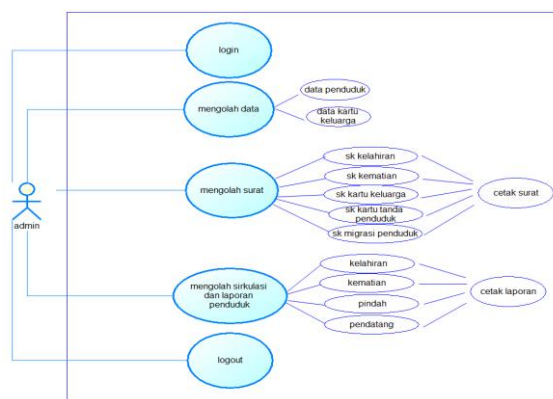 login
mengolah data
data penduduk
data kartu
keluarga
mengolah surat
sk kelahiran
sk kematian
sk kartu keluarga
sk kartu tanda
penduduk
sk migrasi penduduk
cetak surat
admin
mengolah sirkulasi
dan laporan
penduduk
kelahiran
kematian
pindah
pendatang
cetak laporan
logout